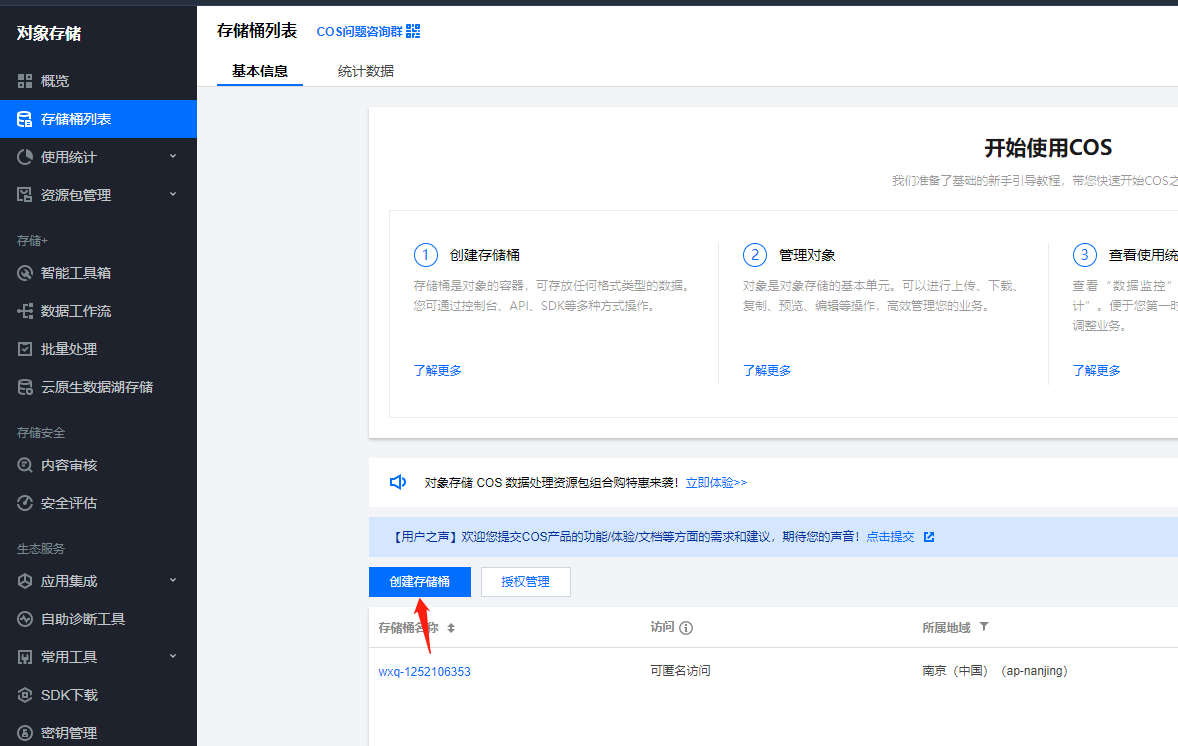 对象存储
概览
存储桶列表
使用统计
资源包管理
存储+
智能工具箱
数据工作流
批量处理
云原生数据湖存储
存储安全
内容审核
安全评估
生态服务
应用集成
自助诊断工具
常用工具
SDK下载
密钥管理
存储桶列表 COS问题咨询群
基本信息 统计数据
开始使用COS
我们准备了基础的新手引导教程，带您快速开始COS之
1 创建存储桶
存储桶是对象的容器，可存放任何格式类型的数据。
您可通过控制台、API、SDK等多种方式操作。
了解更多
2 管理对象
对象是对象存储的基本单元。可以进行上传、下载、
复制、预览、编辑等操作，高效管理您的业务。
了解更多
3 查看使用统
查看“数据监控”
计”。便于您第一时
调整业务。
了解更多
对象存储 COS 数据处理资源包组合购特惠来袭！立即体验>>
【用户之声】欢迎您提交COS产品的功能/体验/文档等方面的需求和建议，期待您的声音！点击提交
创建存储桶 授权管理
存储桶名称 访问 所属地域
wxq-1252106353 可匿名访问 南京（中国）（ap-nanjing）